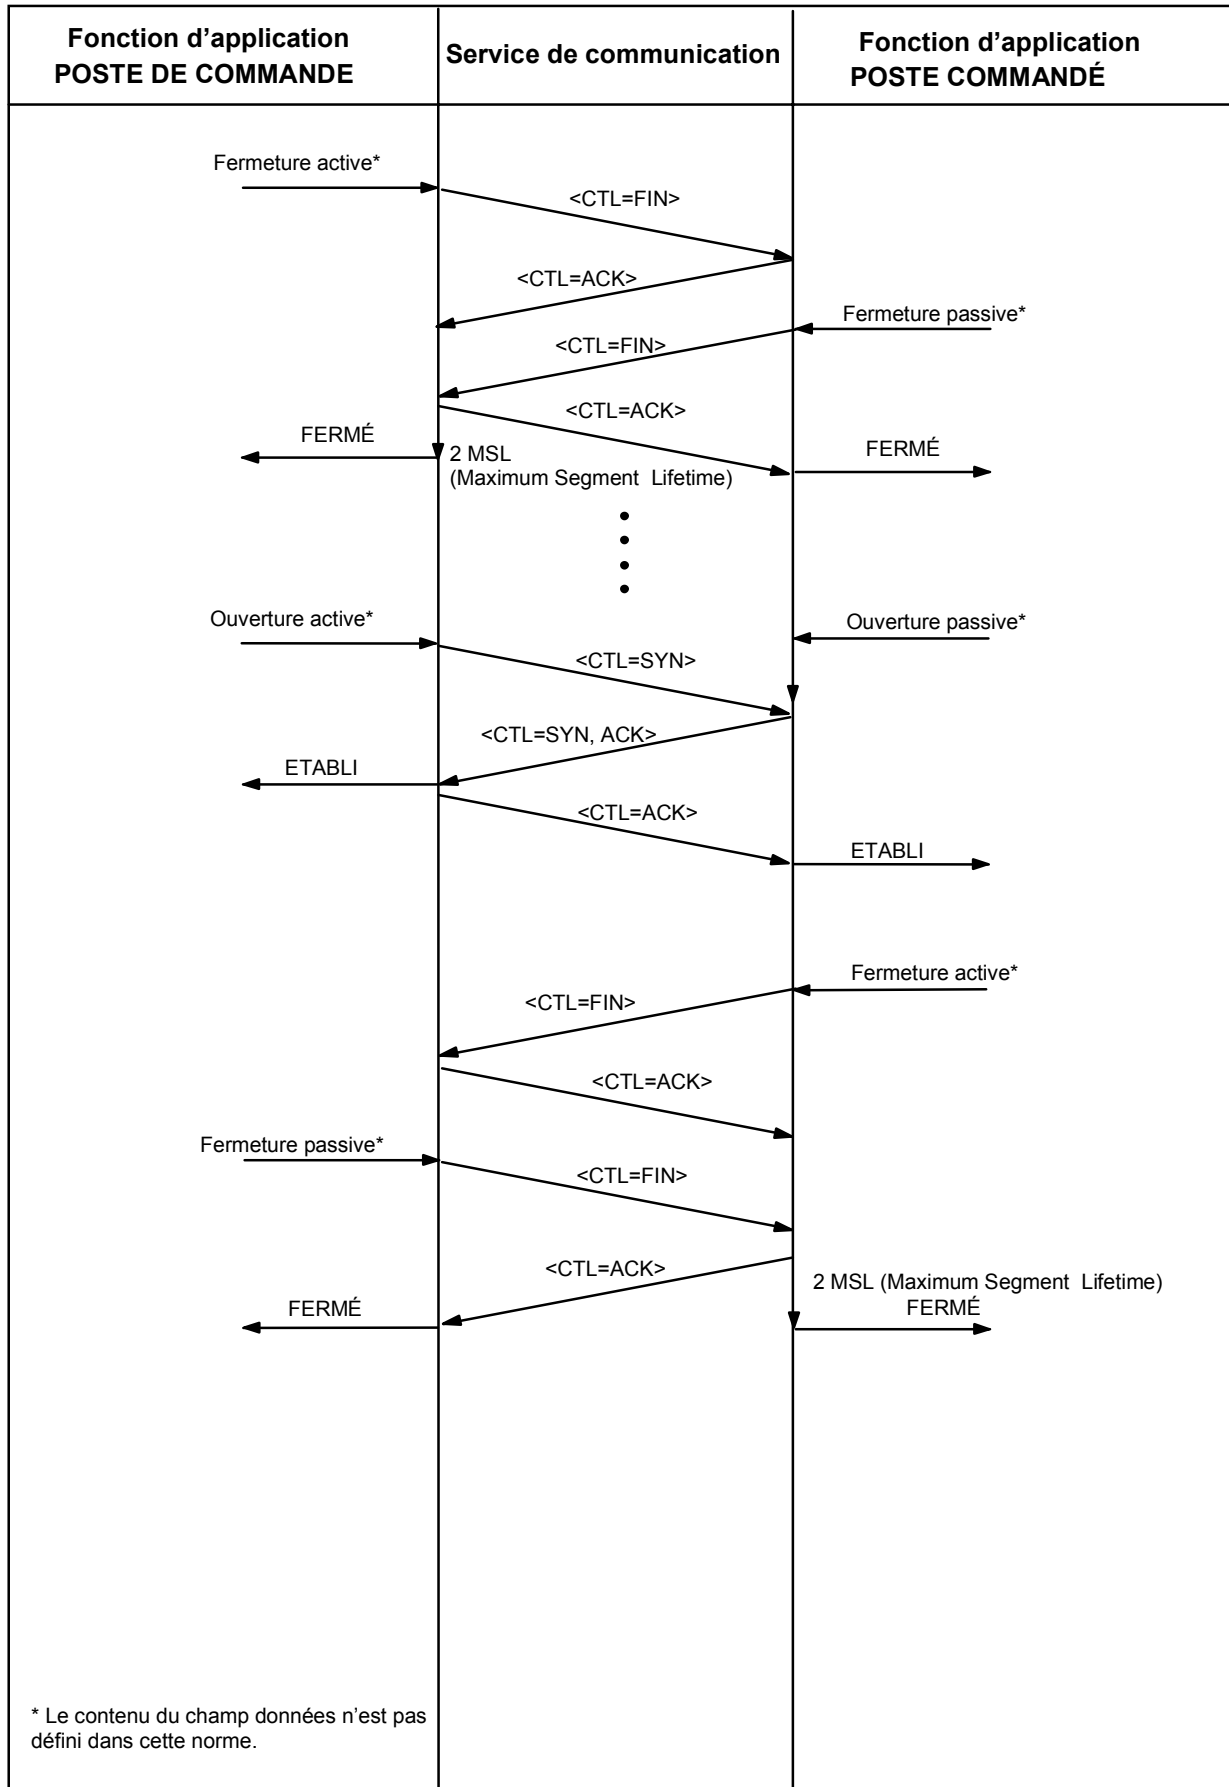 Fonction d'application
POSTE DE COMMANDE
Service de communication
Fonction d'application
POSTE COMMANDÉ
Fermeture active*
<CTL=FIN>
<CTL=ACK>
Fermeture passive*
<CTL=FIN>
<CTL=ACK>
FERMÉ
2 MSL
(Maximum Segment Lifetime)
FERMÉ
Ouverture active*
Ouverture passive*
<CTL=SYN>
<CTL=SYN, ACK>
ETABLI
<CTL=ACK>
ETABLI
Fermeture active*
<CTL=FIN>
<CTL=ACK>
Fermeture passive*
<CTL=FIN>
<CTL=ACK>
2 MSL (Maximum Segment Lifetime)
FERMÉ
FERMÉ
* Le contenu du champ données n'est pas
défini dans cette norme.